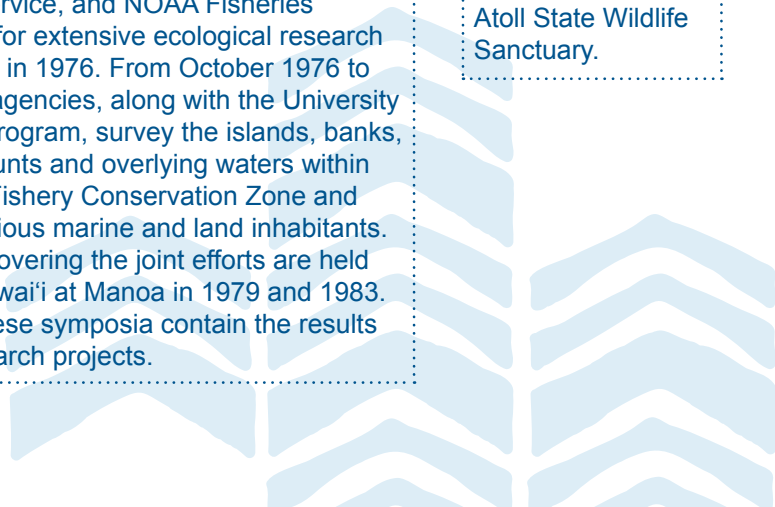 rvice, and NOAA Fisheries
for extensive ecological research
in 1976. From October 1976 to
agencies, along with the University
rogram, survey the islands, banks,
unts and overlying waters within
Fishery Conservation Zone and
ious marine and land inhabitants.
overing the joint efforts are held
wai‘i at Manoa in 1979 and 1983.
ese symposia contain the results
arch projects.
Atoll State Wildlife
Sanctuary.